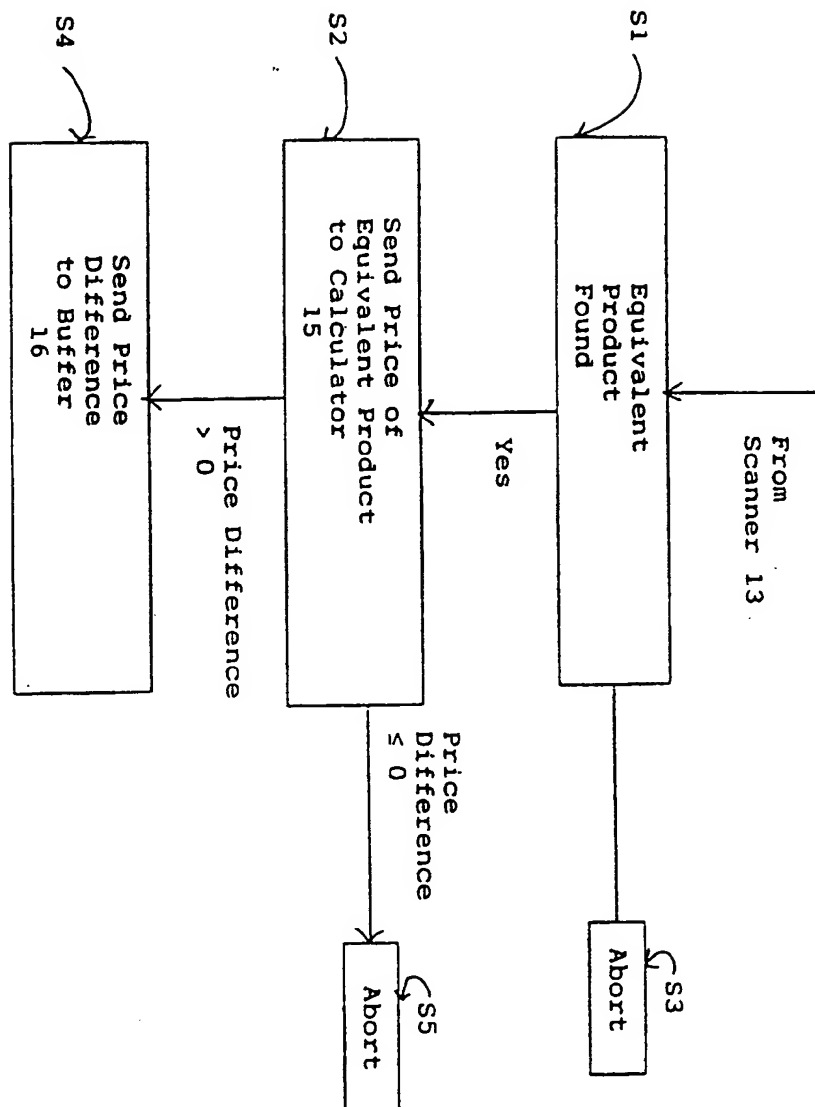 From
Scanner 13
S1
Equivalent
Product
Found
S3
Abort
Yes
S2
Send Price of
Equivalent Product
to Calculator
15
Price
Difference
≤ 0
S5
Abort
Price Difference
> 0
S4
Send Price
Difference
to Buffer
16